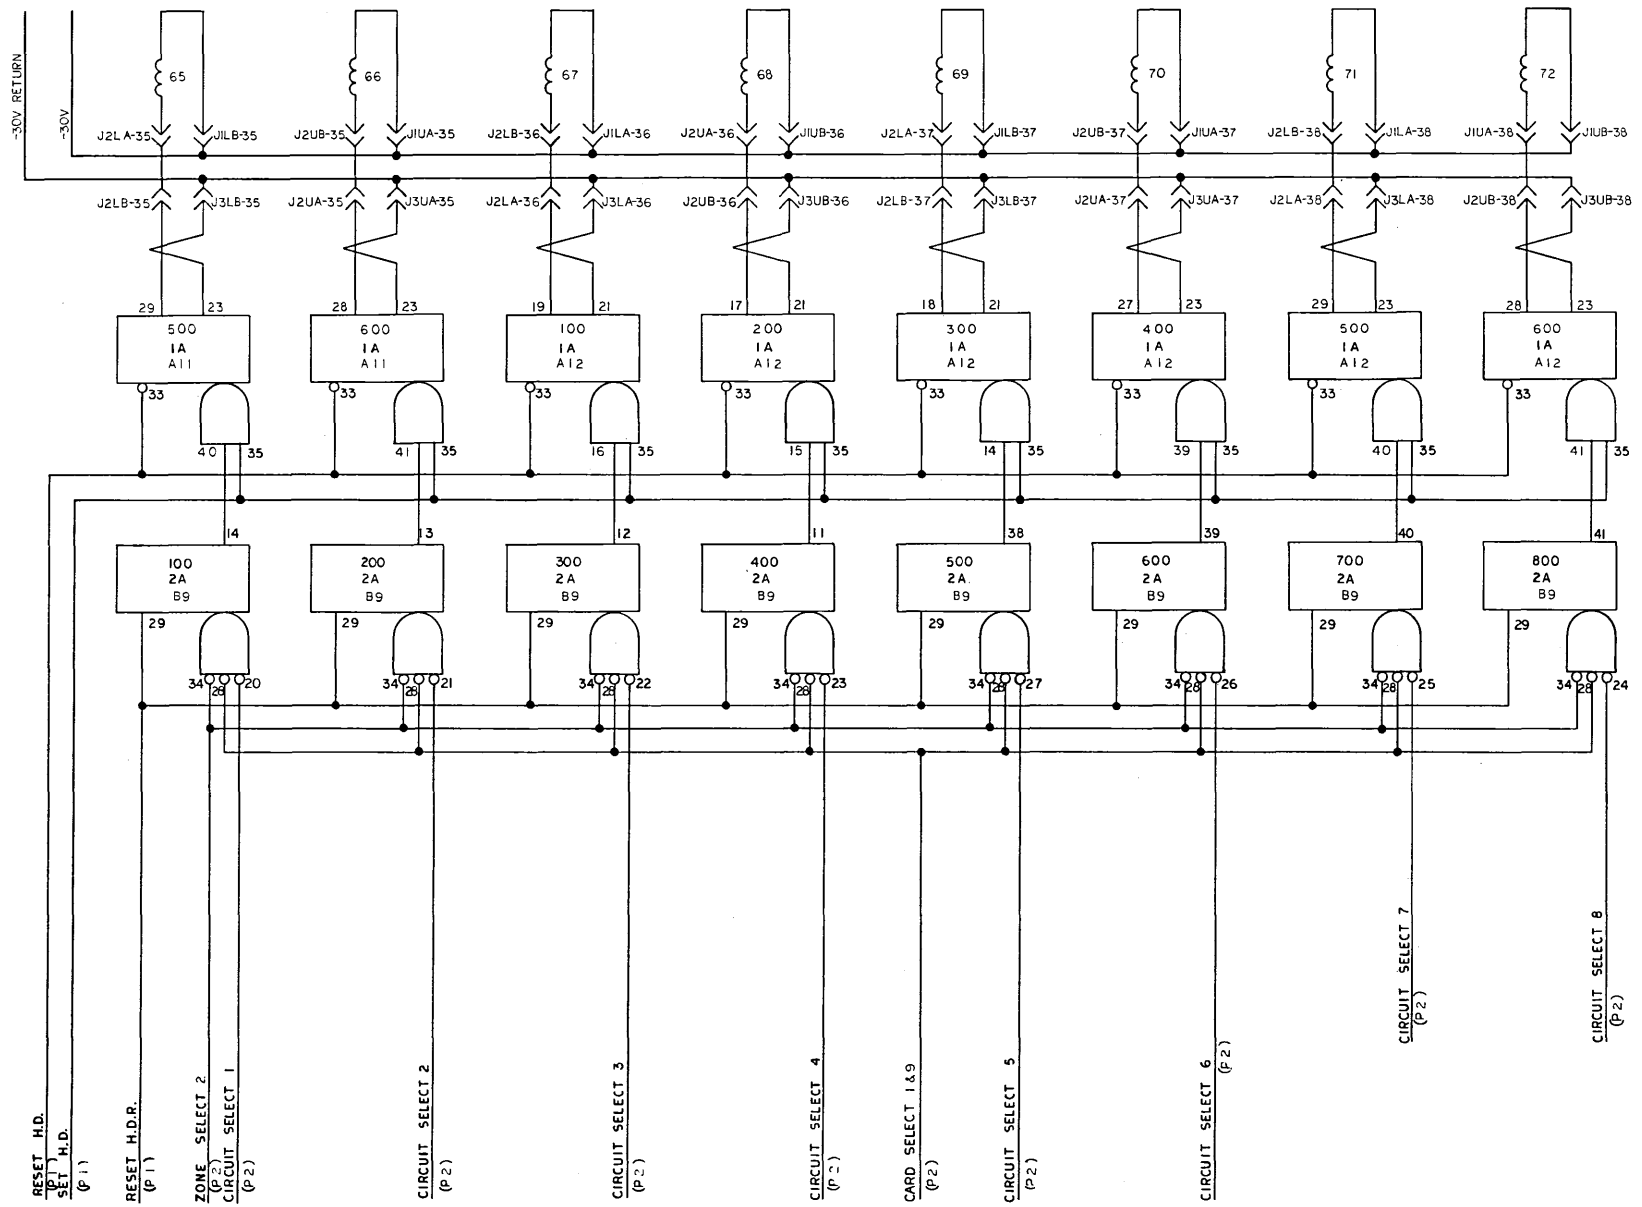 -30V RETURN
-30V
65 66 67 68 69 70 71 72
J2LA-35 J1LB-35 J2UB-35 J1UA-35 J2LB-36 J1LA-36 J2UA-36 J1UB-36 J2LA-37 J1LB-37 J2UB-37 J1UA-37 J2LB-38 J1LA-38 J1UA-38 J1UB-38
J2LB-35 J3LB-35 J2UA-35 J3UA-35 J2LA-36 J3LA-36 J2UB-36 J3UB-36 J2LB-37 J3LB-37 J2UA-37 J3UA-37 J2LA-38 J3LA-38 J2UB-38 J3UB-38
29 23 28 23 19 21 17 21 18 21 27 23 29 23 28 23
500 600 100 200 300 400 500 600
1A 1A 1A 1A 1A 1A 1A 1A
A11 A11 A12 A12 A12 A12 A12 A12
33 33 33 33 33 33 33 33
40 35 41 35 16 35 15 35 14 35 39 35 40 35 41 35
14 13 12 11 38 39 40 41
100 200 300 400 500 600 700 800
2A 2A 2A 2A 2A. 2A 2A 2A
B9 B9 B9 B9 B9 B9 B9 B9
29 29 29 29 29 29 29 29
34 28 20 34 28 21 34 28 22 34 28 23 34 28 27 34 28 26 34 28 25 34 28 24
RESET H.D.
(P1)
SET H.D.
(P1)
RESET H.D.R.
(P1)
ZONE SELECT 2
(P2)
CIRCUIT SELECT 1
(P2)
CIRCUIT SELECT 2
(P2)
CIRCUIT SELECT 3
(P2)
CIRCUIT SELECT 4
(P2)
CARD SELECT 1&9
(P2)
CIRCUIT SELECT 5
(P2)
CIRCUIT SELECT 6
(P2)
CIRCUIT SELECT 7
(P2)
CIRCUIT SELECT 8
(P2)